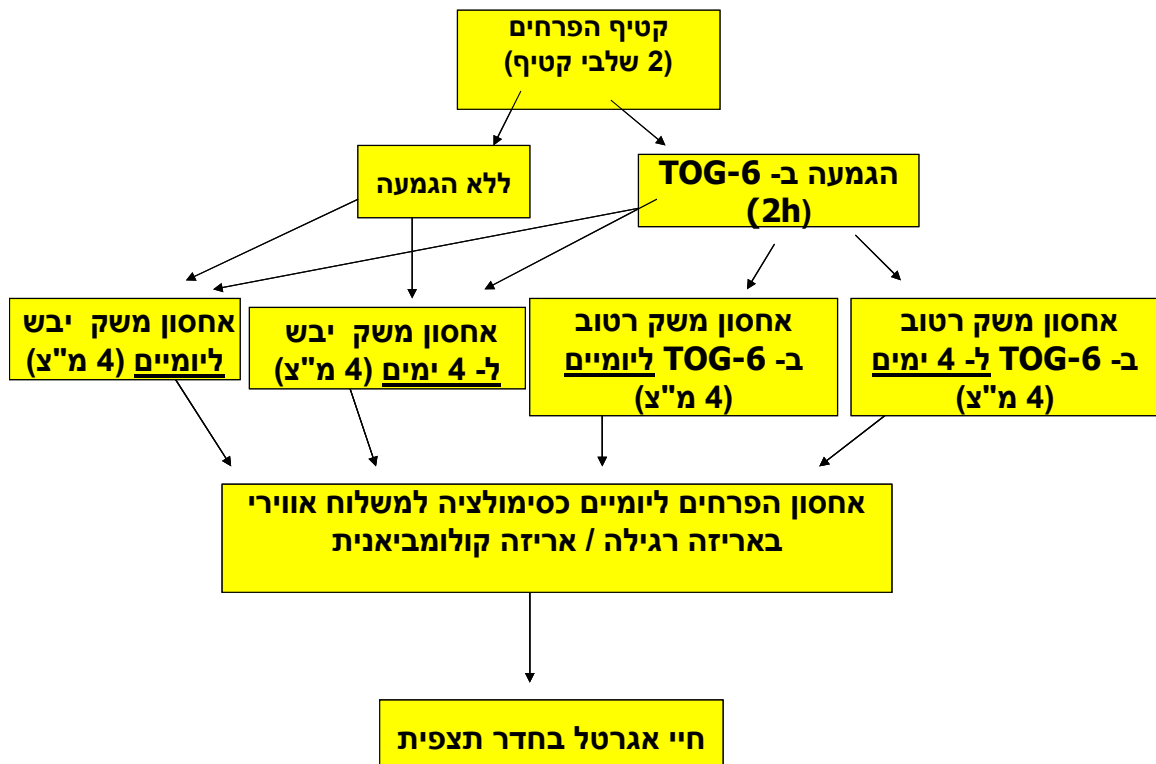 קטיף הפרחים
(2 שלבי קטיף)
הגמעה ב- TOG-6
(2h)
ללא הגמעה
אחסון משק רטוב
ב- TOG-6 ל- 4 ימים
(4 מ"צ)
אחסון משק רטוב
ב- TOG-6 ליומיים
(4 מ"צ)
אחסון משק יבש
ל- 4 ימים (4 מ"צ)
אחסון משק יבש
ליומיים (4 מ"צ)
אחסון הפרחים ליומיים כסימולציה למשלוח אווירי
באריזה רגילה / אריזה קולומביאנית
חיי אגרטל בחדר תצפית